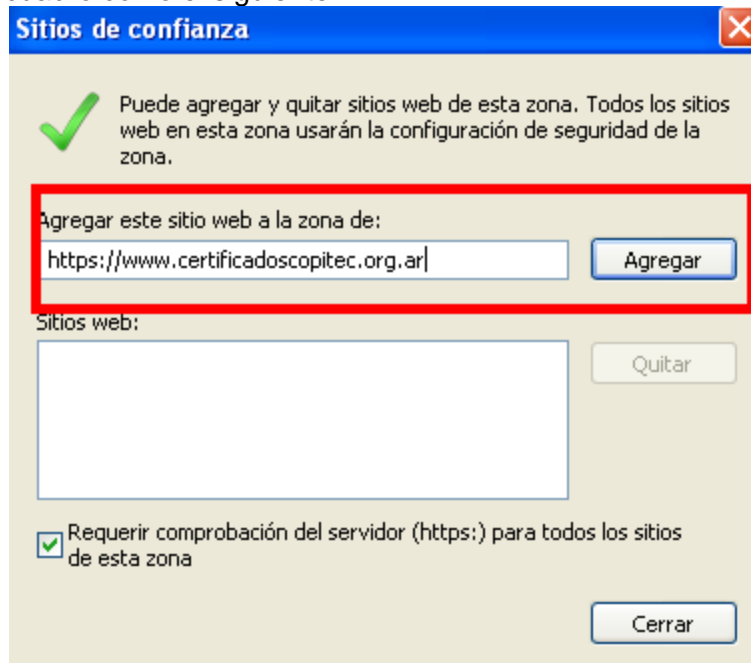 Sitios de confianza
Puede agregar y quitar sitios web de esta zona. Todos los sitios
web en esta zona usarán la configuración de seguridad de la
zona.
Agregar este sitio web a la zona de:
https://www.certificadoscopitec.org.ar
Agregar
Sitios web:
Quitar
Requerir comprobación del servidor (https:) para todos los sitios
de esta zona
Cerrar